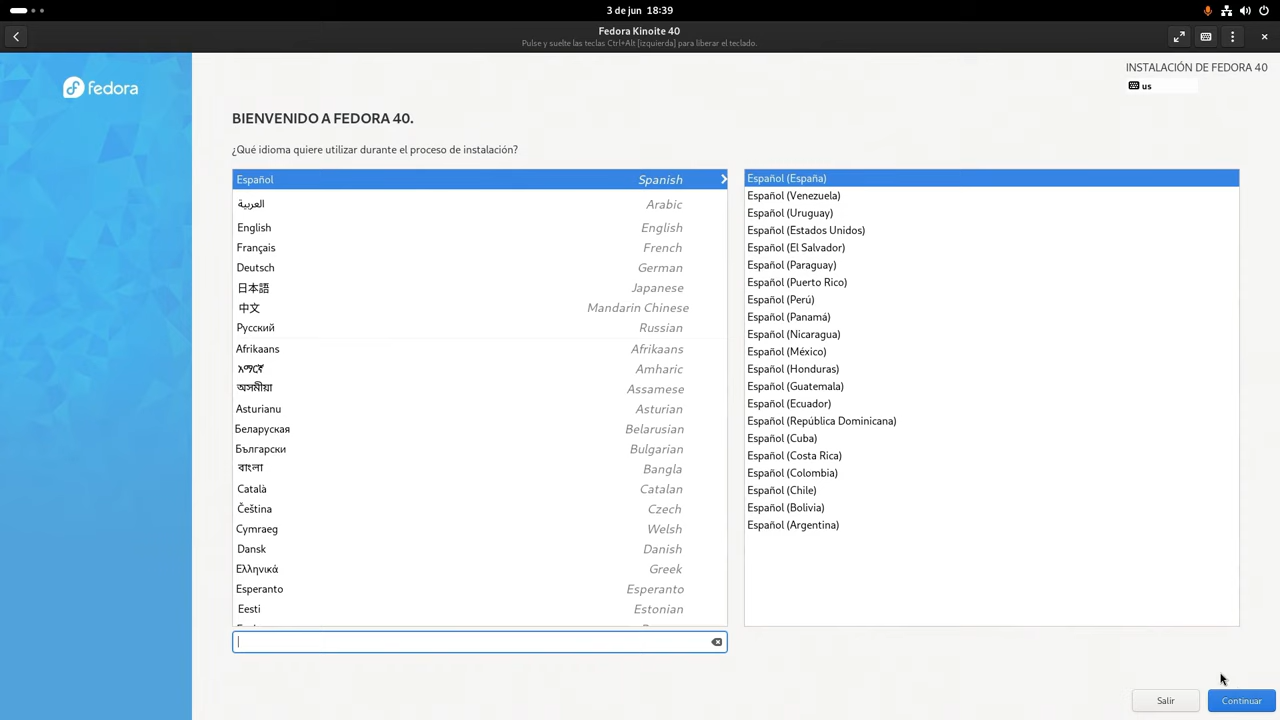 3 de jun 18:39
Fedora Kinoite 40
Pulse y suelte las teclas Ctrl+Alt [izquierda] para liberar el teclado.
fedora
INSTALACIÓN DE FEDORA 40
us
BIENVENIDO A FEDORA 40.
¿Qué idioma quiere utilizar durante el proceso de instalación?
Español Spanish
العربية Arabic
English English
Français French
Deutsch German
日本語 Japanese
中文 Mandarin Chinese
Русский Russian
Afrikaans Afrikaans
አማርኛ Amharic
অসমীয়া Assamese
Asturianu Asturian
Беларуская Belarusian
Български Bulgarian
বাংলা Bangla
Català Catalan
Čeština Czech
Cymraeg Welsh
Dansk Danish
Ελληνικά Greek
Esperanto Esperanto
Eesti Estonian
Español (España)
Español (Venezuela)
Español (Uruguay)
Español (Estados Unidos)
Español (El Salvador)
Español (Paraguay)
Español (Puerto Rico)
Español (Perú)
Español (Panamá)
Español (Nicaragua)
Español (México)
Español (Honduras)
Español (Guatemala)
Español (Ecuador)
Español (República Dominicana)
Español (Cuba)
Español (Costa Rica)
Español (Colombia)
Español (Chile)
Español (Bolivia)
Español (Argentina)
Salir
Continuar